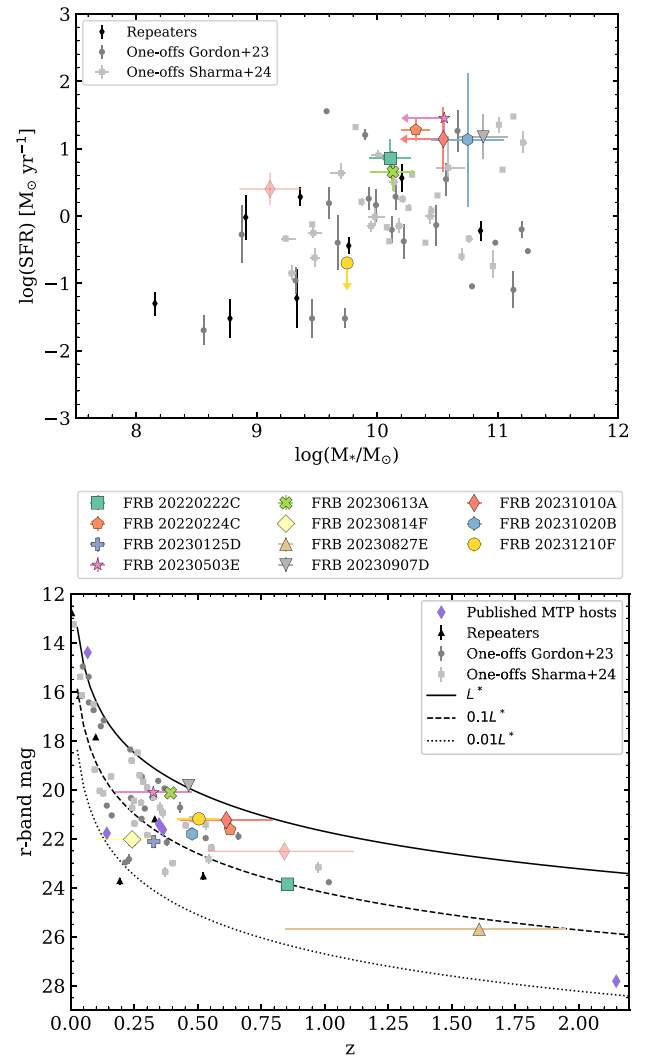 Repeaters
One-offs Gordon+23
One-offs Sharma+24
3
2
1
0
−1
−2
−3
log(SFR) [M⊙ yr⁻¹]
8 9 10 11 12
log(M*/M⊙)
FRB 20220222C FRB 20230613A FRB 20231010A
FRB 20220224C FRB 20230814F FRB 20231020B
FRB 20230125D FRB 20230827E FRB 20231210F
FRB 20230503E FRB 20230907D
Published MTP hosts
Repeaters
One-offs Gordon+23
One-offs Sharma+24
L*
0.1L*
0.01L*
12
14
16
18
20
22
24
26
28
r-band mag
0.00 0.25 0.50 0.75 1.00 1.25 1.50 1.75 2.00
z